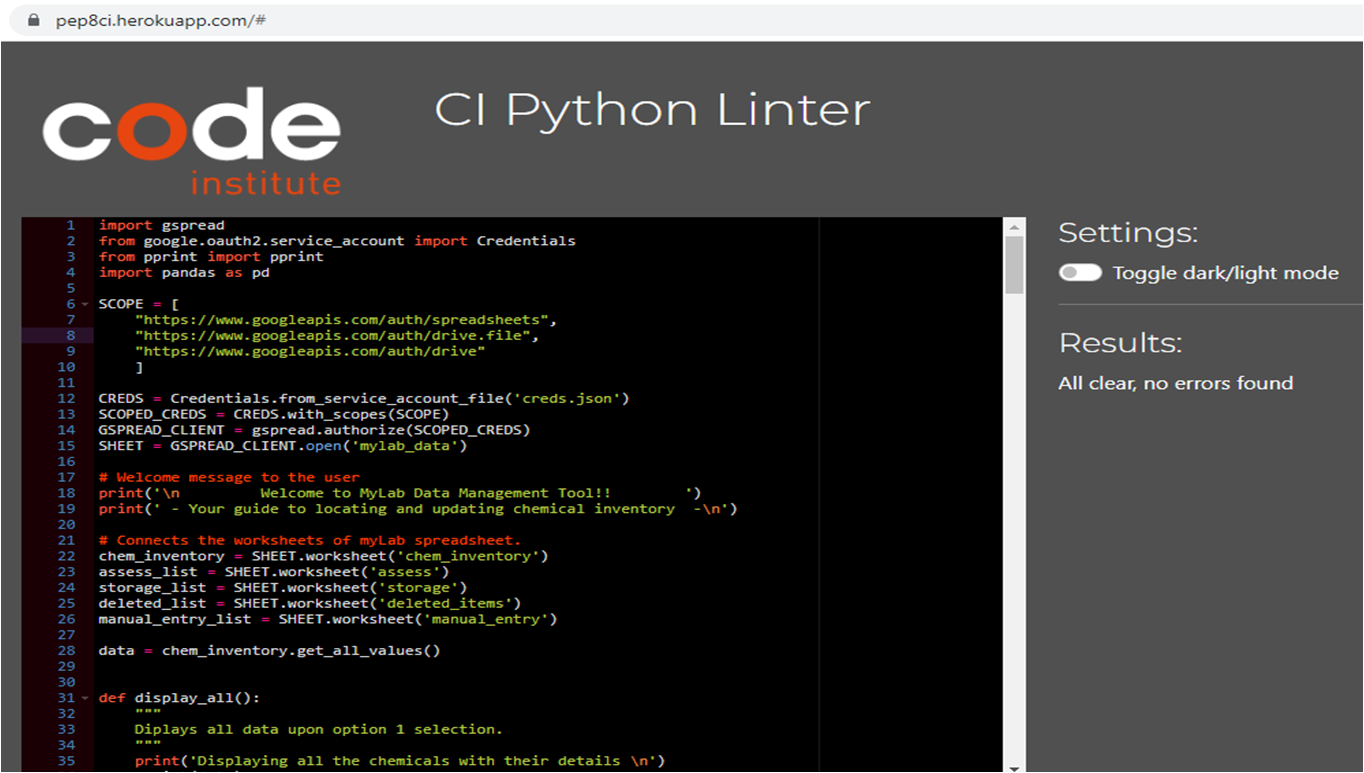 pep8ci.herokuapp.com/#
code
institute
CI Python Linter
1 import gspread
2 from google.oauth2.service_account import Credentials
3 from pprint import pprint
4 import pandas as pd
5
6 SCOPE = [
7     "https://www.googleapis.com/auth/spreadsheets",
8     "https://www.googleapis.com/auth/drive.file",
9     "https://www.googleapis.com/auth/drive"
10     ]
11
12 CREDS = Credentials.from_service_account_file('creds.json')
13 SCOPED_CREDS = CREDS.with_scopes(SCOPE)
14 GSPREAD_CLIENT = gspread.authorize(SCOPED_CREDS)
15 SHEET = GSPREAD_CLIENT.open('mylab_data')
16
17 # Welcome message to the user
18 print('\n         Welcome to MyLab Data Management Tool!!        ')
19 print(' - Your guide to locating and updating chemical inventory  -\n')
20
21 # Connects the worksheets of myLab spreadsheet.
22 chem_inventory = SHEET.worksheet('chem_inventory')
23 assess_list = SHEET.worksheet('assess')
24 storage_list = SHEET.worksheet('storage')
25 deleted_list = SHEET.worksheet('deleted_items')
26 manual_entry_list = SHEET.worksheet('manual_entry')
27
28 data = chem_inventory.get_all_values()
29
30
31 def display_all():
32     """
33     Diplays all data upon option 1 selection.
34     """
35     print('Displaying all the chemicals with their details \n')
Settings:
Toggle dark/light mode
Results:
All clear, no errors found